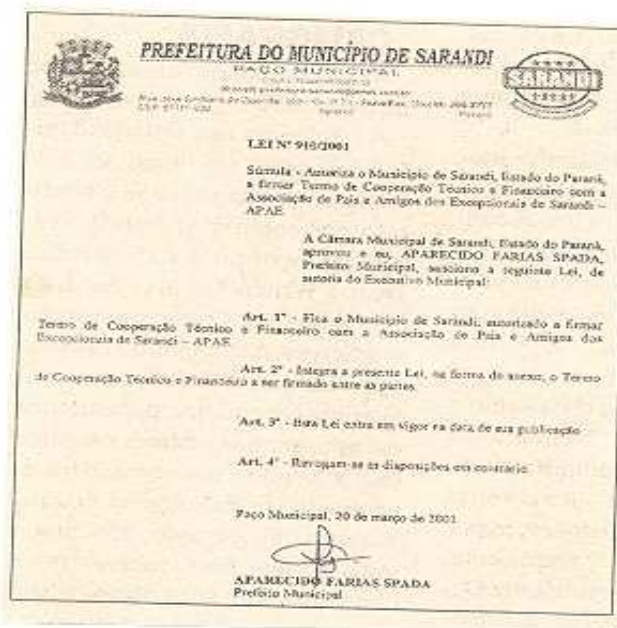 PREFEITURA DO MUNICÍPIO DE SARANDI
PAÇO MUNICIPAL
SARANDI
LEI Nº 910/2001
Súmula - Autoriza o Município de Sarandi, Estado do Paraná,
a firmar Termo de Cooperação Técnico e Financeiro com a
Associação de Pais e Amigos dos Excepcionais de Sarandi –
APAE.
A Câmara Municipal de Sarandi, Estado do Paraná,
aprovou e eu, APARECIDO FARIAS SPADA,
Prefeito Municipal, sanciono a seguinte Lei, de
autoria do Executivo Municipal:
Art. 1º - Fica o Município de Sarandi, autorizado a firmar
Termo de Cooperação Técnico e Financeiro com a Associação de Pais e Amigos dos
Excepcionais de Sarandi – APAE.
Art. 2º - Integra a presente Lei, na forma de anexo, o Termo
de Cooperação Técnico e Financeiro a ser firmado entre as partes.
Art. 3º - Esta Lei entra em vigor na data de sua publicação.
Art. 4º - Revogam-se as disposições em contrário.
Paço Municipal, 20 de março de 2001.
APARECIDO FARIAS SPADA
Prefeito Municipal